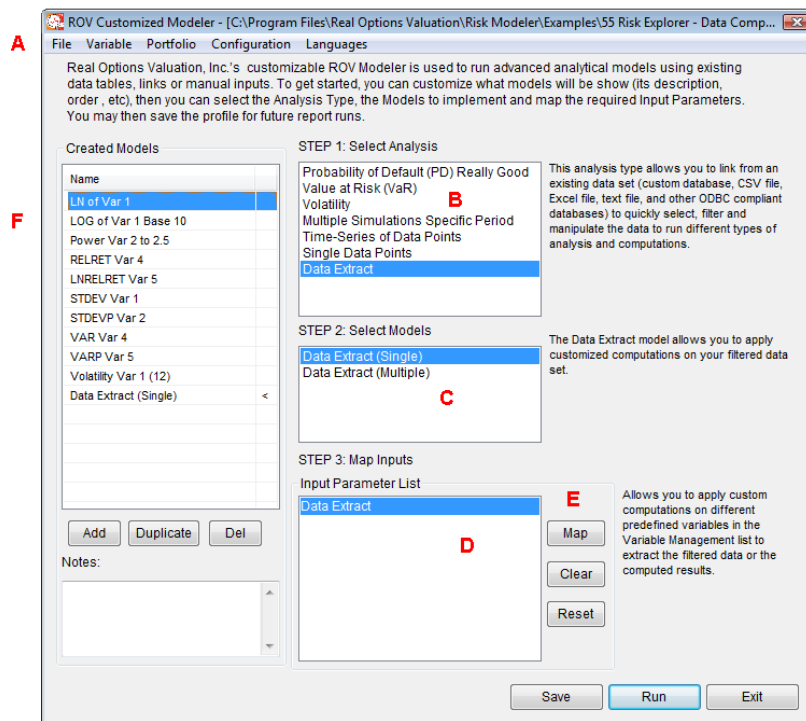 ROV Customized Modeler - [C:\Program Files\Real Options Valuation\Risk Modeler\Examples\55 Risk Explorer - Data Comp...
A
File Variable Portfolio Configuration Languages
Real Options Valuation, Inc.'s customizable ROV Modeler is used to run advanced analytical models using existing
data tables, links or manual inputs. To get started, you can customize what models will be show (its description,
order , etc), then you can select the Analysis Type, the Models to implement and map the required Input Parameters.
You may then save the profile for future report runs.
Created Models
Name
LN of Var 1
F
LOG of Var 1 Base 10
Power Var 2 to 2.5
RELRET Var 4
LNRELRET Var 5
STDEV Var 1
STDEVP Var 2
VAR Var 4
VARP Var 5
Volatility Var 1 (12)
Data Extract (Single) <
Add Duplicate Del
Notes:
STEP 1: Select Analysis
Probability of Default (PD) Really Good
Value at Risk (VaR)
B
Volatility
Multiple Simulations Specific Period
Time-Series of Data Points
Single Data Points
Data Extract
This analysis type allows you to link from an
existing data set (custom database, CSV file,
Excel file, text file, and other ODBC compliant
databases) to quickly select, filter and
manipulate the data to run different types of
analysis and computations.
STEP 2: Select Models
Data Extract (Single)
Data Extract (Multiple)
C
The Data Extract model allows you to apply
customized computations on your filtered data
set.
STEP 3: Map Inputs
Input Parameter List
Data Extract
D
E
Map
Clear
Reset
Allows you to apply custom
computations on different
predefined variables in the
Variable Management list to
extract the filtered data or the
computed results.
Save Run Exit